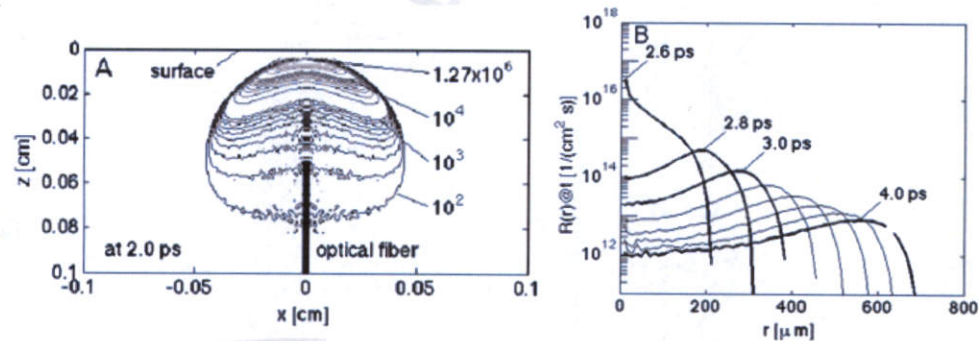 A
surface
1.27x10^6
10^4
10^3
10^2
at 2.0 ps
optical fiber
0
0.02
0.04
0.06
0.08
0.1
z [cm]
-0.1
-0.05
0
0.05
0.1
x [cm]
B
2.6 ps
2.8 ps
3.0 ps
4.0 ps
10^18
10^16
10^14
10^12
R(r)@t [1/(cm^2 s)]
0
200
400
600
800
r [μm]